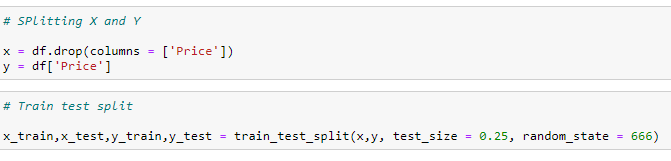 # SPlitting X and Y
x = df.drop(columns = ['Price'])
y = df['Price']
# Train test split
x_train,x_test,y_train,y_test = train_test_split(x,y, test_size = 0.25, random_state = 666)